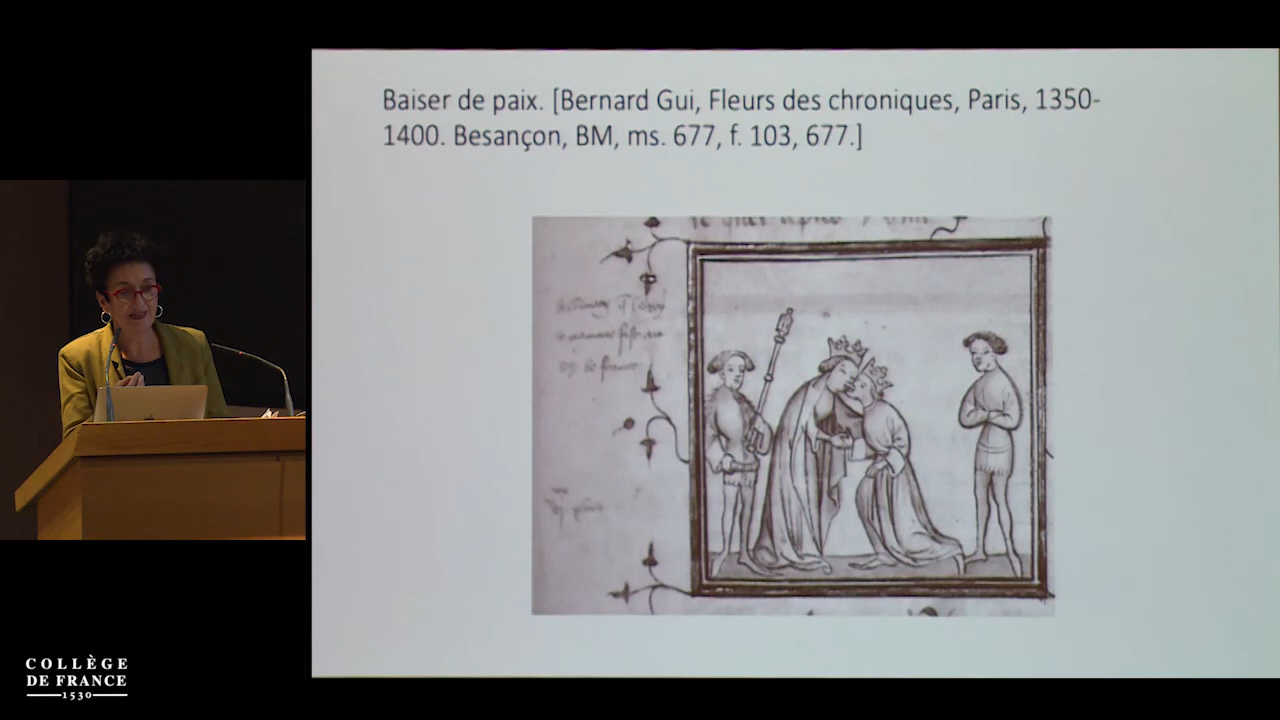 Baiser de paix. [Bernard Gui, Fleurs des chroniques, Paris, 1350-
1400. Besançon, BM, ms. 677, f. 103, 677.]
COLLÈGE
DE FRANCE
1530